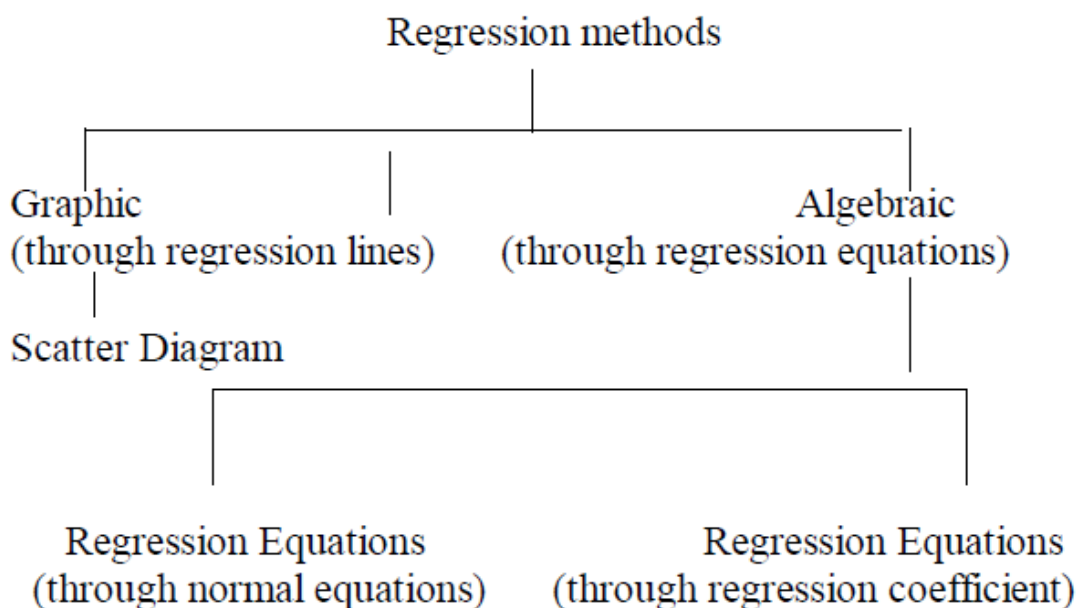 Regression methods
Graphic
(through regression lines)
Algebraic
(through regression equations)
Scatter Diagram
Regression Equations
(through normal equations)
Regression Equations
(through regression coefficient)